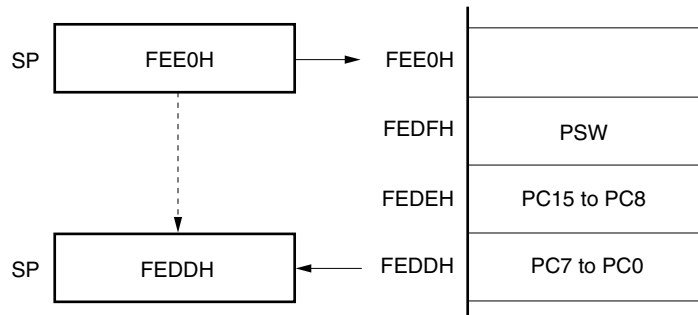 SP FEE0H FEE0H
FEDFH PSW
FEDEH PC15 to PC8
SP FEDDH FEDDH PC7 to PC0